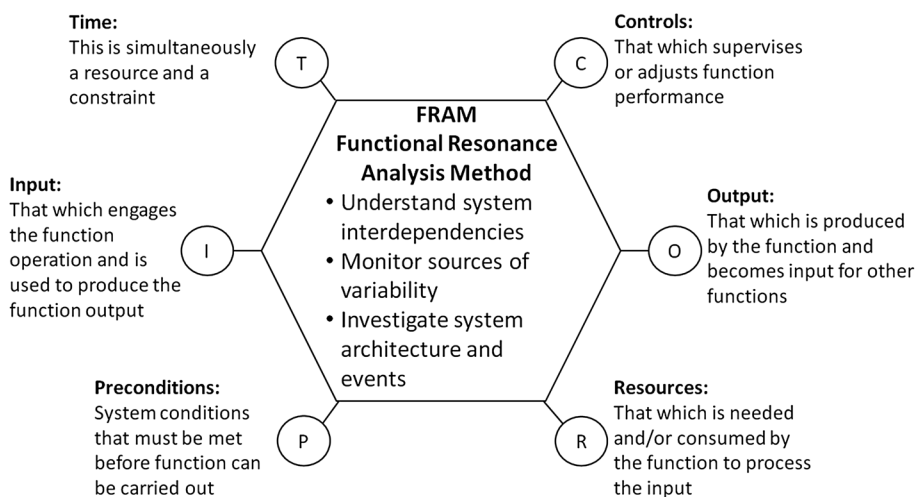 Time:
This is simultaneously
a resource and a
constraint
T
C
Controls:
That which supervises
or adjusts function
performance
FRAM
Functional Resonance
Analysis Method
• Understand system
interdependencies
• Monitor sources of
variability
• Investigate system
architecture and
events
Input:
That which engages
the function
operation and is
used to produce the
function output
I
O
Output:
That which is produced
by the function and
becomes input for other
functions
Preconditions:
System conditions
that must be met
before function can
be carried out
P
R
Resources:
That which is needed
and/or consumed by
the function to process
the input